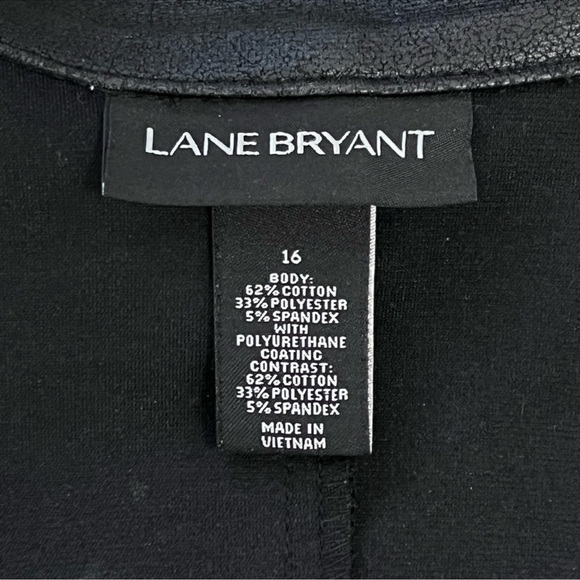 LANE BRYANT
16
BODY:
62% COTTON
33% POLYESTER
5% SPANDEX
WITH
POLYURETHANE
COATING
CONTRAST:
62% COTTON
33% POLYESTER
5% SPANDEX
MADE IN
VIETNAM